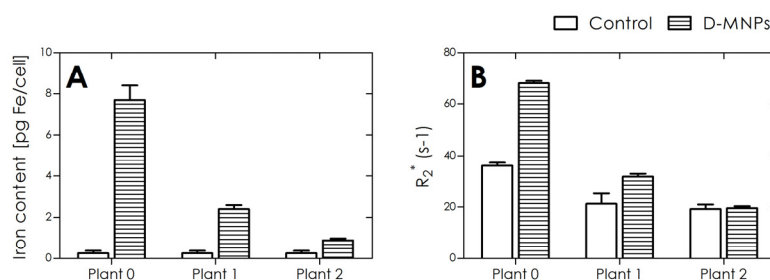 Control D-MNPs
A
Iron content [pg Fe/cell]
10
8
6
4
2
0
Plant 0 Plant 1 Plant 2
B
R2* (s-1)
80
60
40
20
0
Plant 0 Plant 1 Plant 2